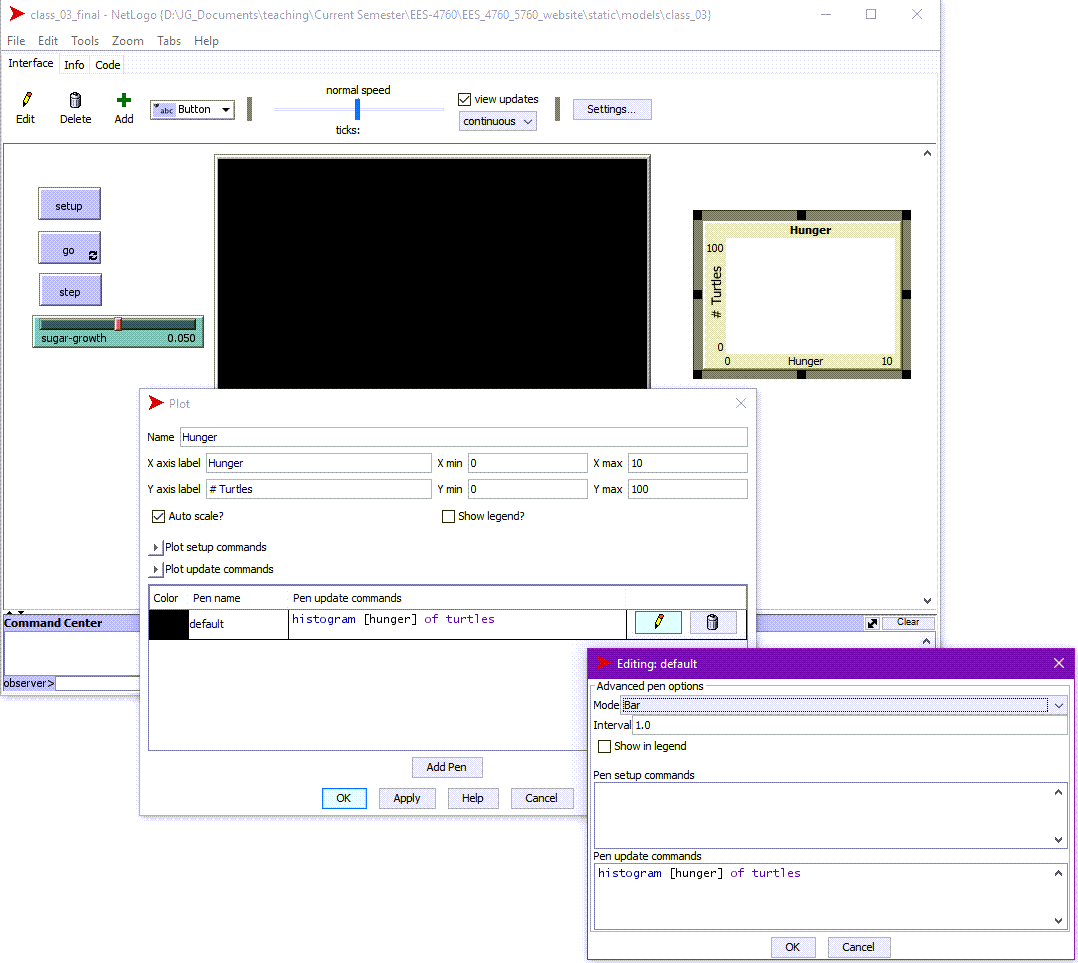 class_03_final - NetLogo {D:\JG_Documents\teaching\Current Semester\EES-4760\EES_4760_5760_website\static\models\class_03}
File Edit Tools Zoom Tabs Help
Interface Info Code
normal speed
Edit Delete Add abc Button view updates
continuous Settings...
ticks:
setup
go
step
sugar-growth 0.050
Hunger
100
# Turtles
0
0 Hunger 10
Plot
Name Hunger
X axis label Hunger X min 0 X max 10
Y axis label # Turtles Y min 0 Y max 100
Auto scale? Show legend?
Plot setup commands
Plot update commands
Color Pen name Pen update commands
default histogram [hunger] of turtles
Add Pen
OK Apply Help Cancel
Command Center Clear
observer>
Editing: default
Advanced pen options
Mode Bar
Interval 1.0
Show in legend
Pen setup commands
Pen update commands
histogram [hunger] of turtles
OK Cancel